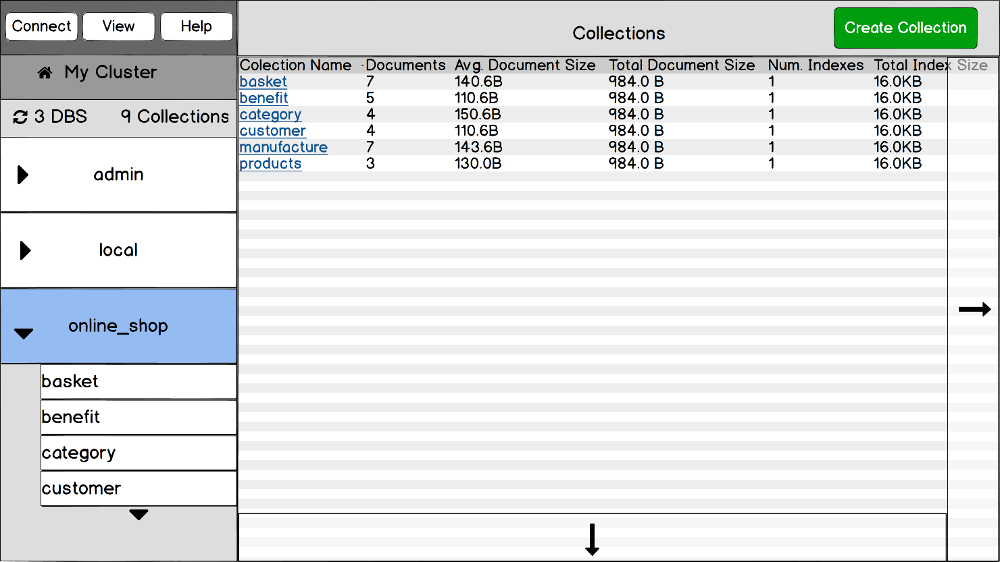 Connect View Help
Collections
Create Collection
My Cluster
3 DBS 9 Collections
admin
local
online_shop
basket
benefit
category
customer
Colection Name Documents Avg. Document Size Total Document Size Num. Indexes Total Index Size
basket 7 140.6B 984.0 B 1 16.0KB
benefit 5 110.6B 984.0 B 1 16.0KB
category 4 150.6B 984.0 B 1 16.0KB
customer 4 110.6B 984.0 B 1 16.0KB
manufacture 7 143.6B 984.0 B 1 16.0KB
products 3 130.0B 984.0 B 1 16.0KB